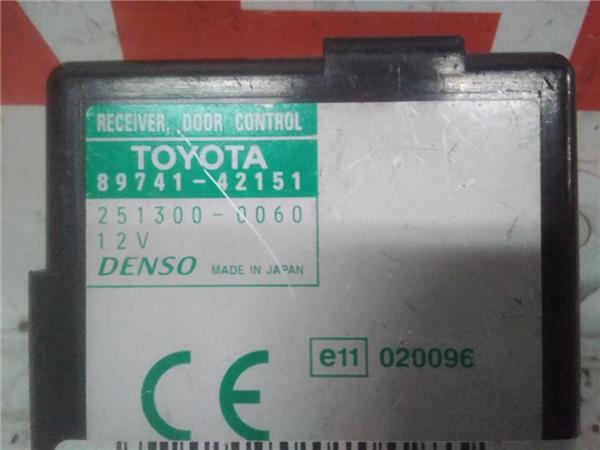 RECEIVER, DOOR CONTROL
TOYOTA
89741-42151
251300-0060
12V
DENSO MADE IN JAPAN
e11 020096
CE